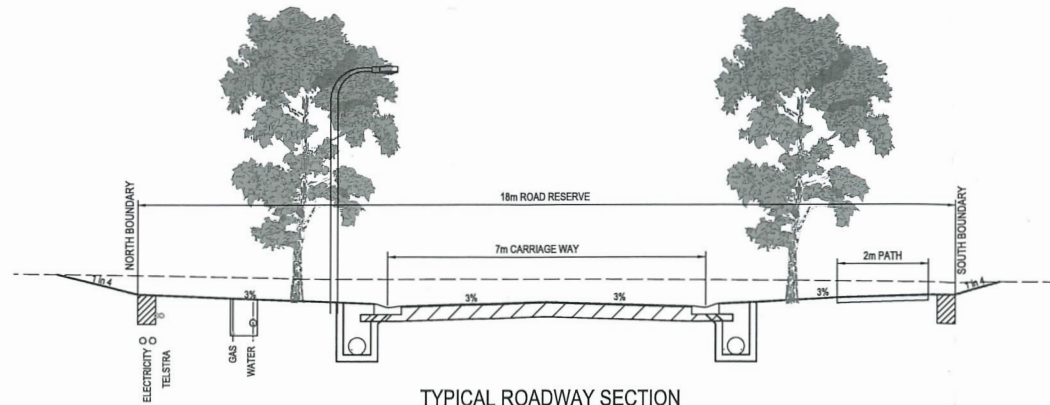 18m ROAD RESERVE
NORTH BOUNDARY
SOUTH BOUNDARY
7m CARRIAGE WAY
2m PATH
1 in 4
3%
3%
3%
3%
1 in 4
ELECTRICITY
TELSTRA
GAS
WATER
TYPICAL ROADWAY SECTION